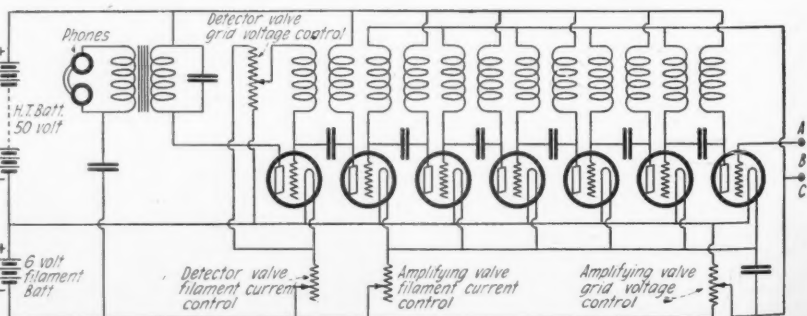 Detector valve
grid voltage control
Phones
+
H.T. Batt.
50 volt
-
A
B
C
+
6 volt
filament
Batt
-
Detector valve
filament current
control
Amplifying valve
filament current
control
Amplifying valve
grid voltage
control